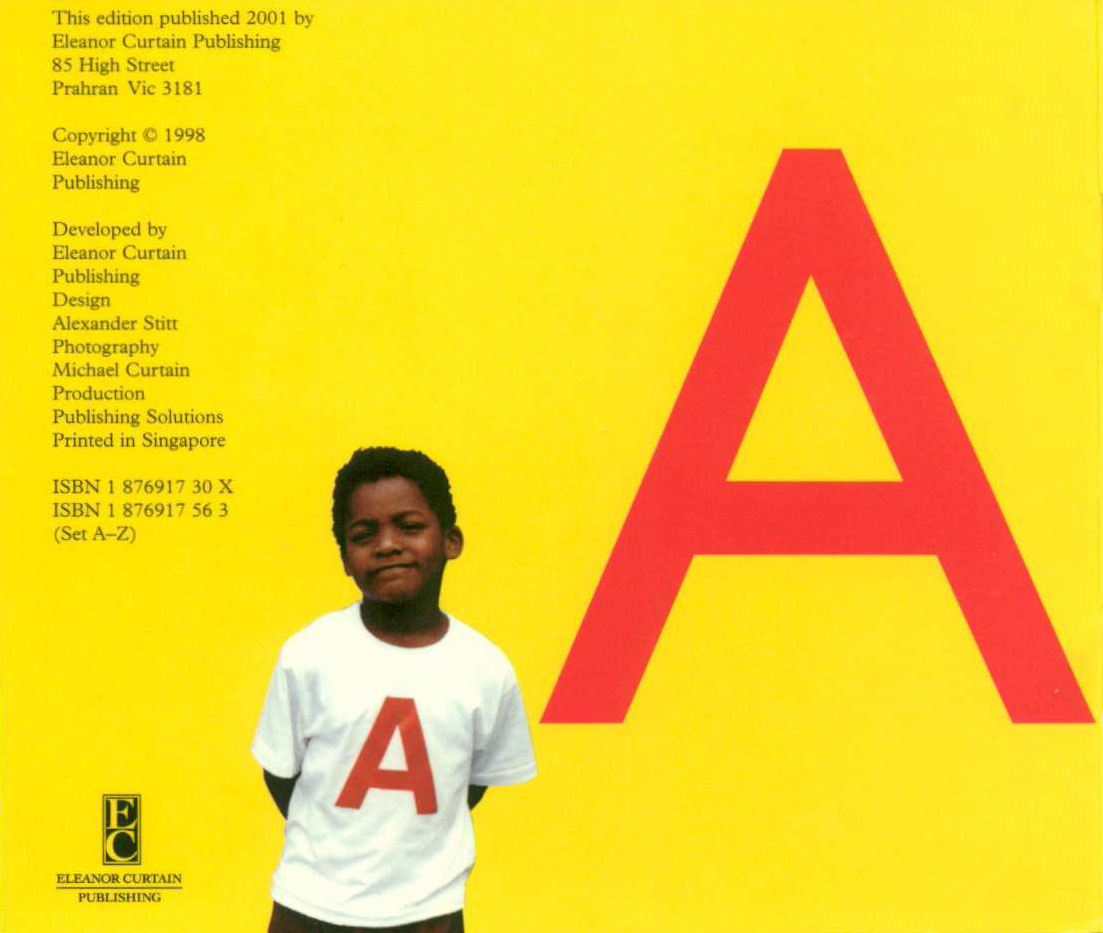 This edition published 2001 by
Eleanor Curtain Publishing
85 High Street
Prahran Vic 3181
Copyright © 1998
Eleanor Curtain
Publishing
Developed by
Eleanor Curtain
Publishing
Design
Alexander Stitt
Photography
Michael Curtain
Production
Publishing Solutions
Printed in Singapore
ISBN 1 876917 30 X
ISBN 1 876917 56 3
(Set A–Z)
A
A
EC
ELEANOR CURTAIN
PUBLISHING